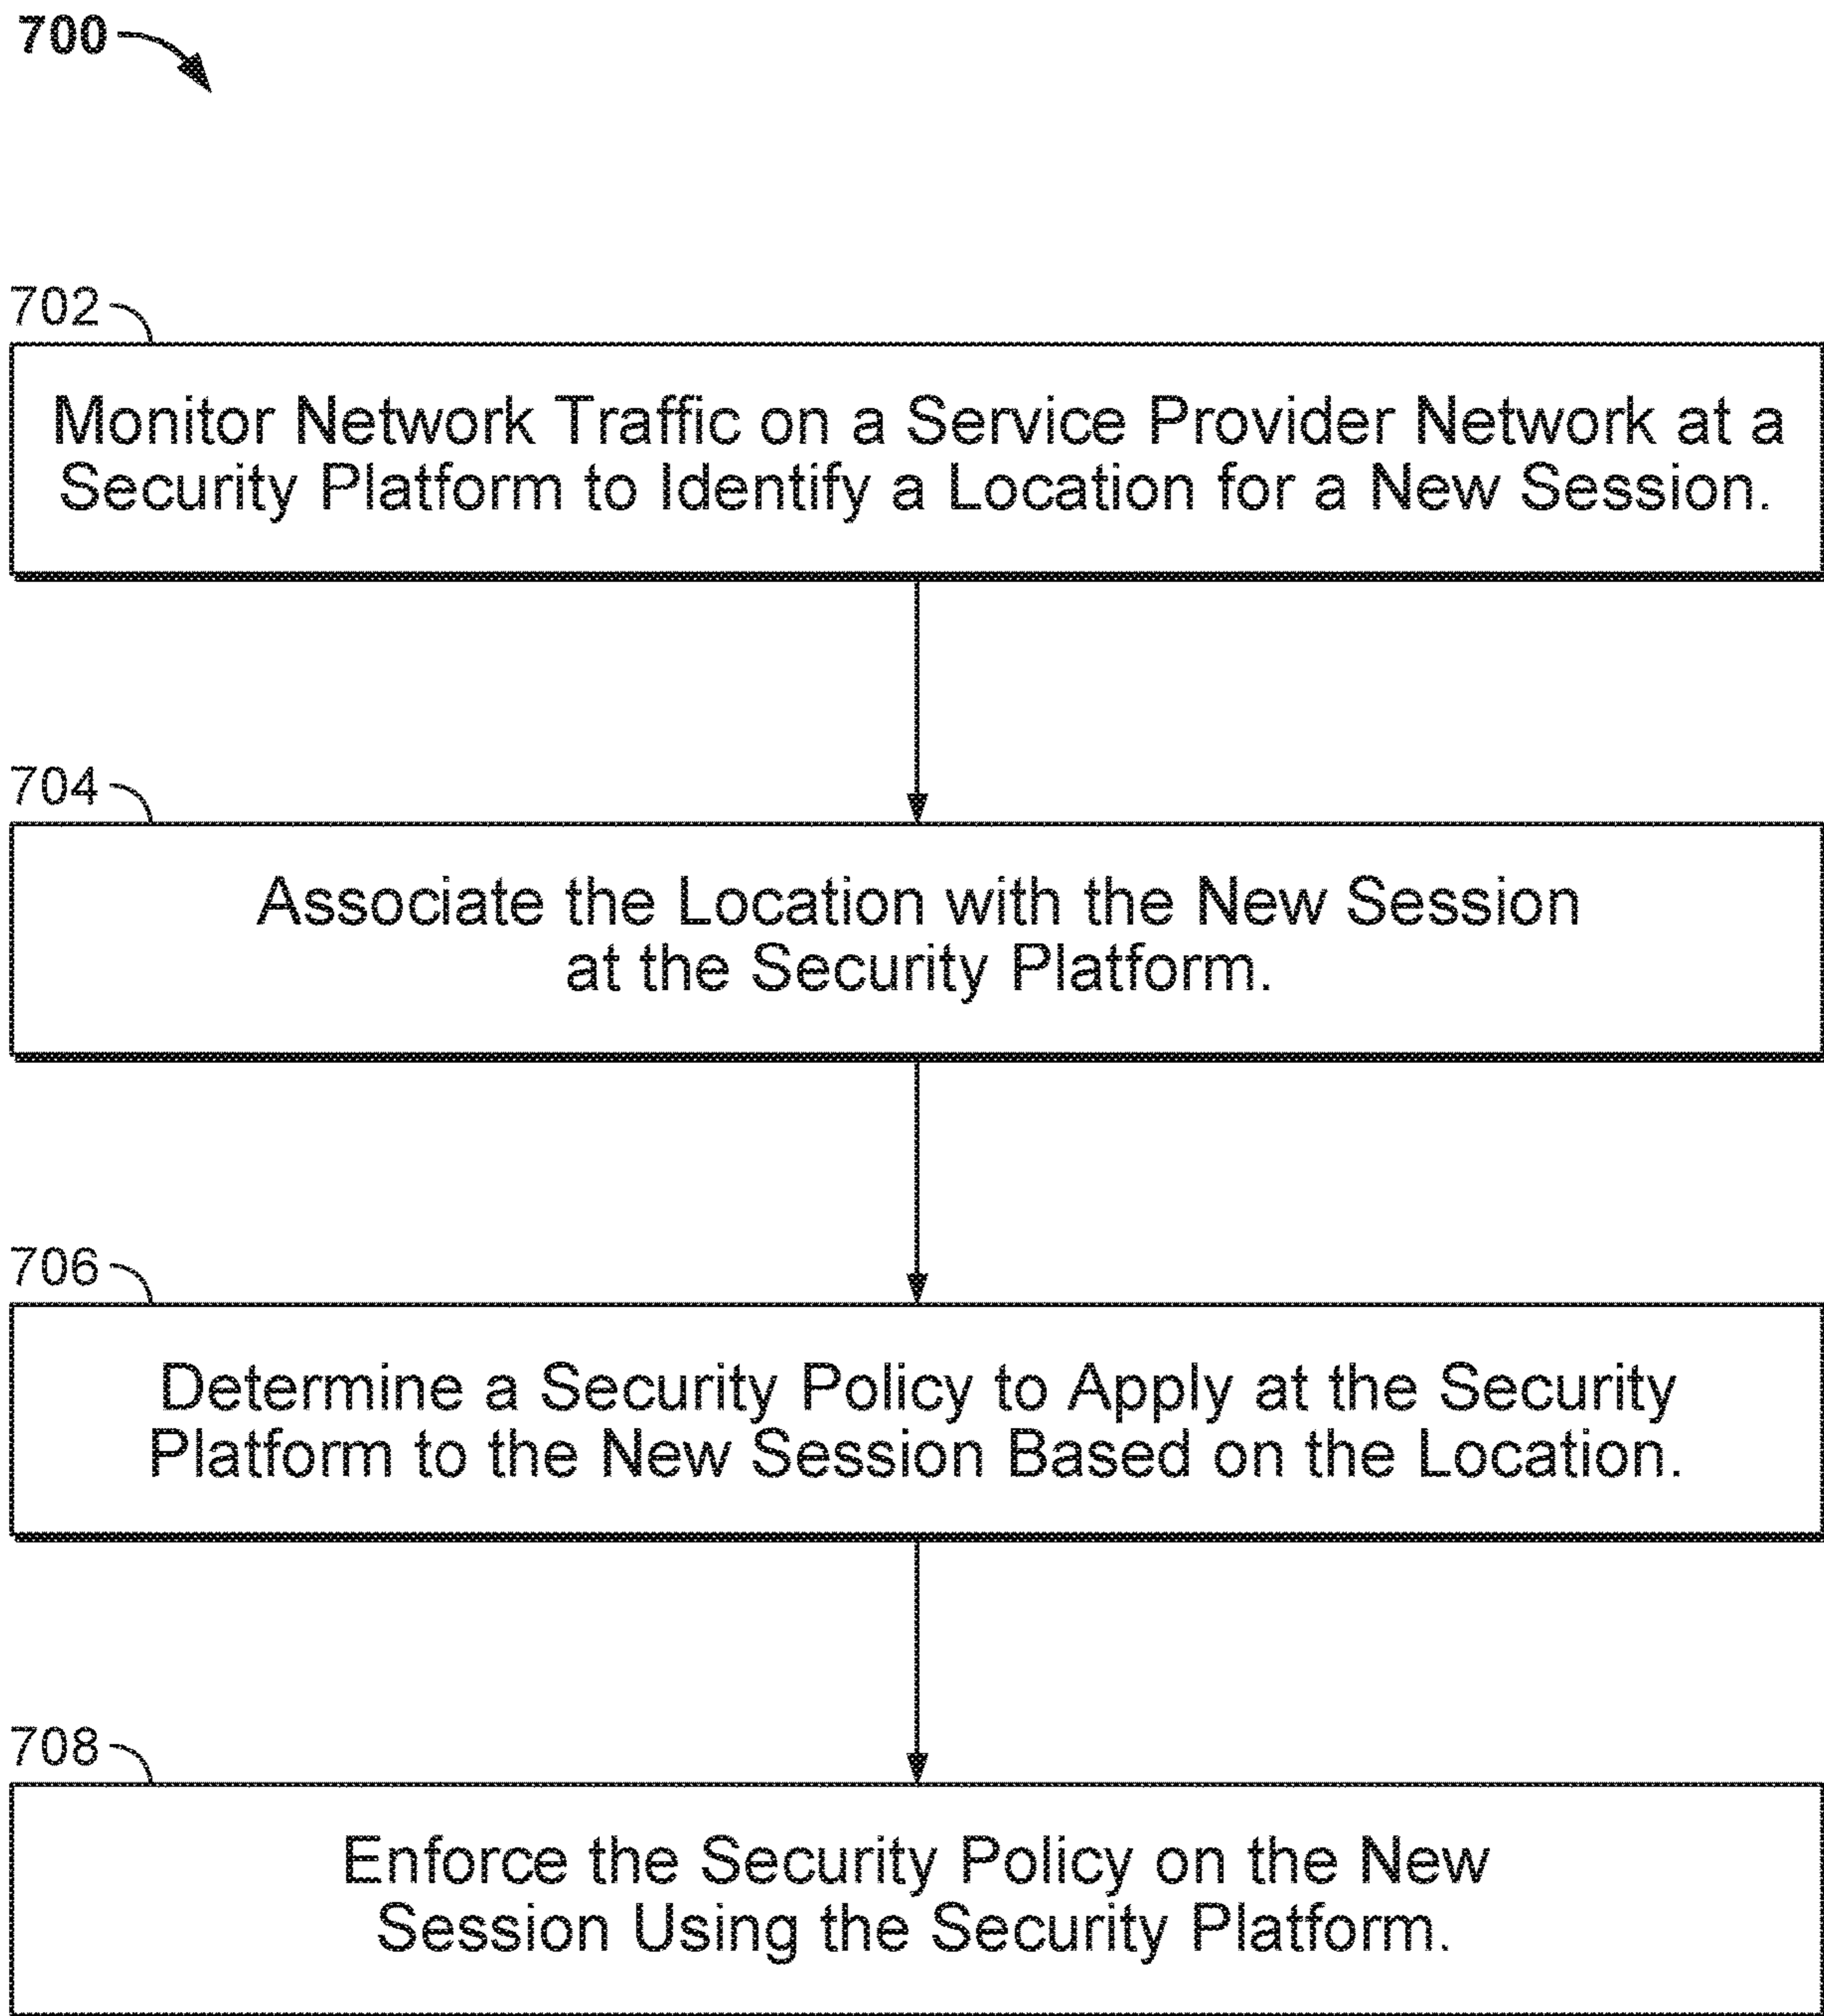 700
702
Monitor Network Traffic on a Service Provider Network at a
Security Platform to Identify a Location for a New Session.
704
Associate the Location with the New Session
at the Security Platform.
706
Determine a Security Policy to Apply at the Security
Platform to the New Session Based on the Location.
708
Enforce the Security Policy on the New
Session Using the Security Platform.